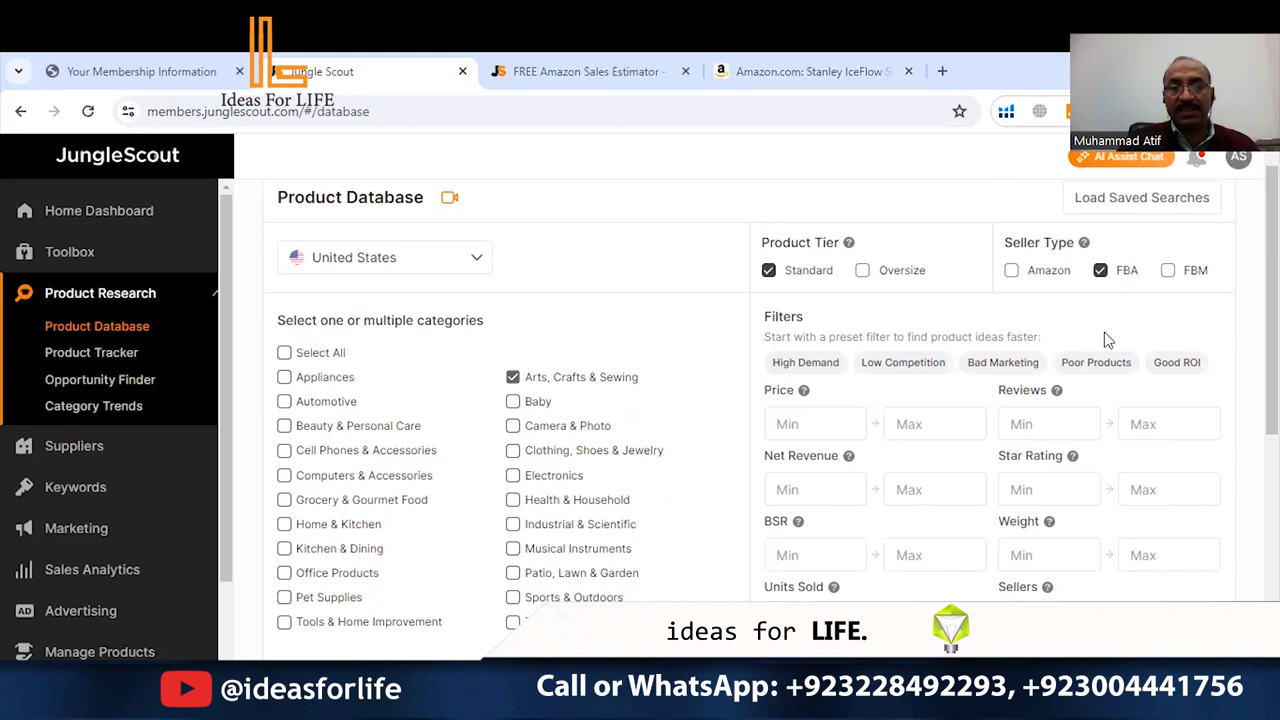 Your Membership Information
Jungle Scout
FREE Amazon Sales Estimator -
Amazon.com: Stanley IceFlow S
Ideas For LIFE
members.junglescout.com/#/database
Muhammad Atif
JungleScout
AI Assist Chat
AS
Home Dashboard
Toolbox
Product Research
Product Database
Product Tracker
Opportunity Finder
Category Trends
Suppliers
Keywords
Marketing
Sales Analytics
Advertising
Manage Products
Product Database
Load Saved Searches
United States
Product Tier
Standard
Oversize
Seller Type
Amazon
FBA
FBM
Select one or multiple categories
Select All
Appliances
Arts, Crafts & Sewing
Automotive
Baby
Beauty & Personal Care
Camera & Photo
Cell Phones & Accessories
Clothing, Shoes & Jewelry
Computers & Accessories
Electronics
Grocery & Gourmet Food
Health & Household
Home & Kitchen
Industrial & Scientific
Kitchen & Dining
Musical Instruments
Office Products
Patio, Lawn & Garden
Pet Supplies
Sports & Outdoors
Tools & Home Improvement
Filters
Start with a preset filter to find product ideas faster:
High Demand
Low Competition
Bad Marketing
Poor Products
Good ROI
Price
Reviews
Min
Max
Min
Max
Net Revenue
Star Rating
Min
Max
Min
Max
BSR
Weight
Min
Max
Min
Max
Units Sold
Sellers
ideas for LIFE.
@ideasforlife
Call or WhatsApp: +923228492293, +923004441756